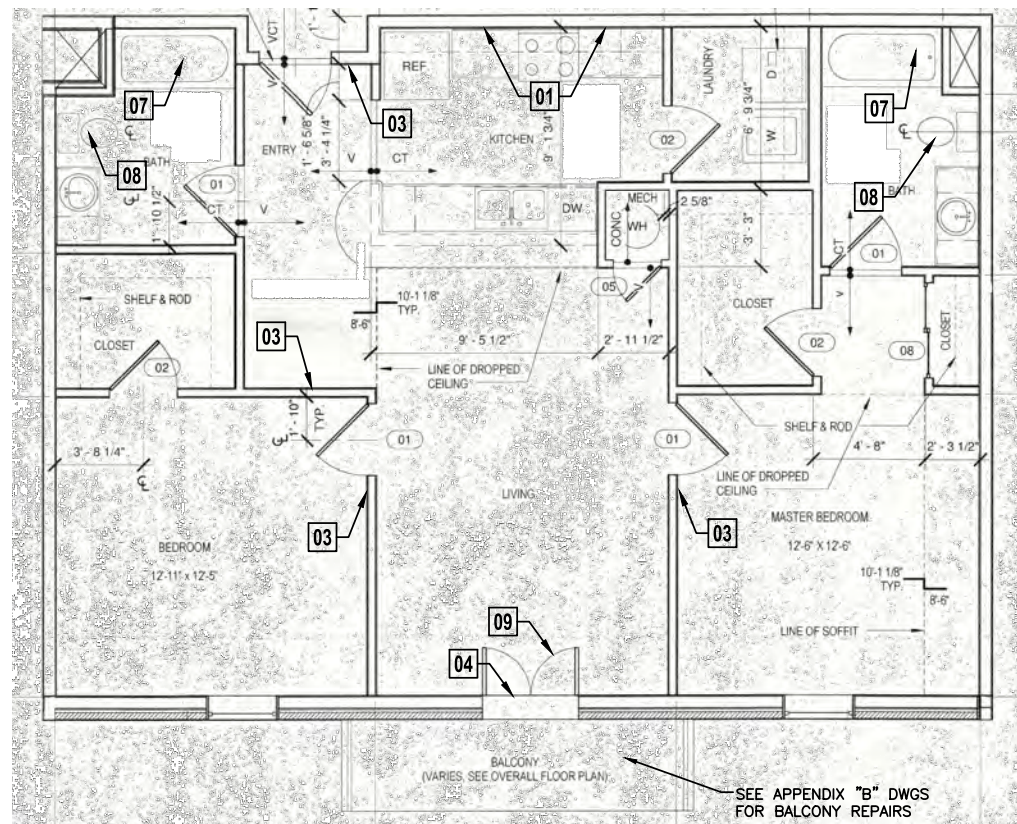 VCT
1'-
REF.
LAUNDRY
D
W
6' - 9 3/4"
07
01
03
07
V
1' - 6 5/8"
3' - 4 1/4"
ENTRY
KITCHEN
9' - 1 3/4"
02
08
BATH
01
V
CT
08
BATH
CT
V
1' - 10 1/2"
DW
MECH
2 5/8"
CONC
WH
3' - 3"
CT
01
V
SHELF & ROD
10'-1 1/8"
TYP.
8'-6"
05
V
CLOSET
CLOSET
CLOSET
02
03
9' - 5 1/2"
2' - 11 1/2"
02
08
LINE OF DROPPED
CEILING
1' - 10"
TYP.
01
01
SHELF & ROD
3' - 8 1/4"
4' - 8"
2' - 3 1/2"
LINE OF DROPPED
CEILING
LIVING
MASTER BEDROOM
12'-6" X 12'-6"
03
03
BEDROOM
12'-11" x 12'-5"
10'-1 1/8"
TYP.
8'-6"
09
LINE OF SOFFIT
04
BALCONY
(VARIES, SEE OVERALL FLOOR PLAN)
SEE APPENDIX "B" DWGS
FOR BALCONY REPAIRS